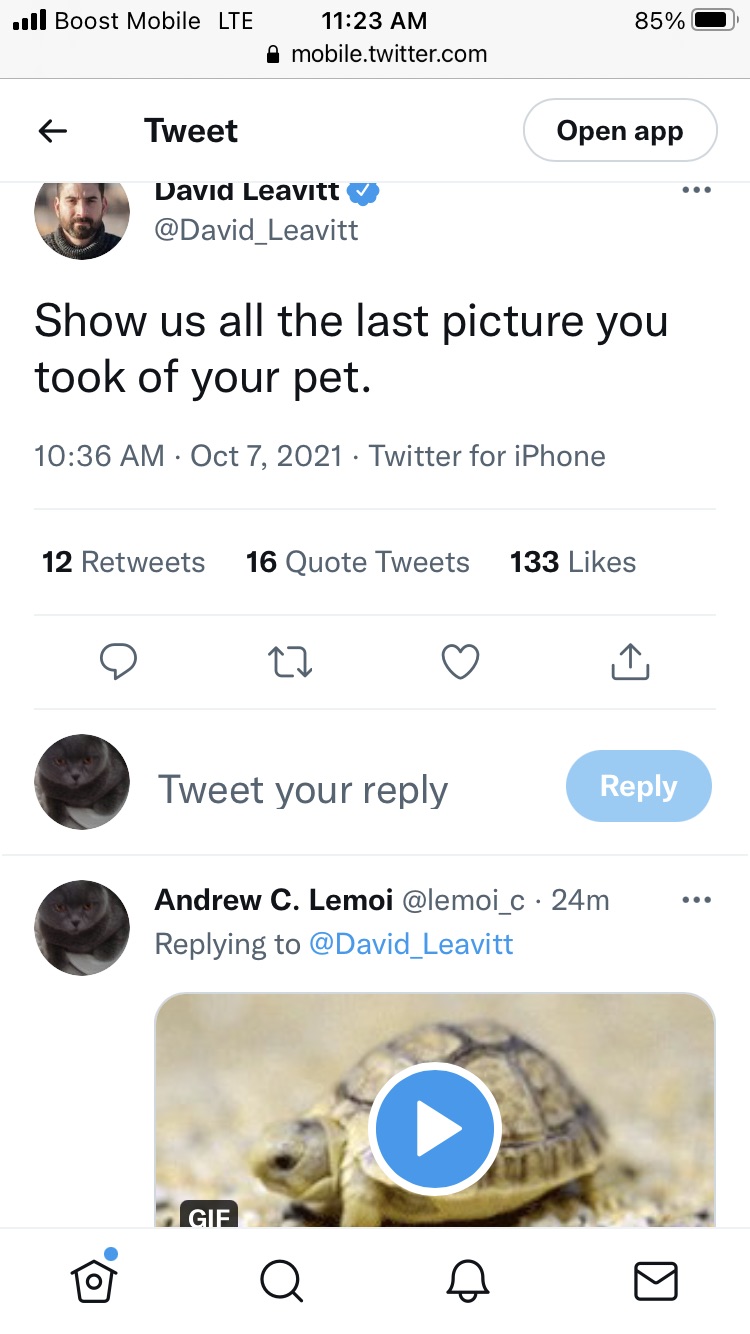 Boost Mobile LTE 11:23 AM 85%
mobile.twitter.com
Tweet Open app
David Leavitt
@David_Leavitt
Show us all the last picture you
took of your pet.
10:36 AM · Oct 7, 2021 · Twitter for iPhone
12 Retweets 16 Quote Tweets 133 Likes
Tweet your reply Reply
Andrew C. Lemoi @lemoi_c · 24m
Replying to @David_Leavitt
GIF